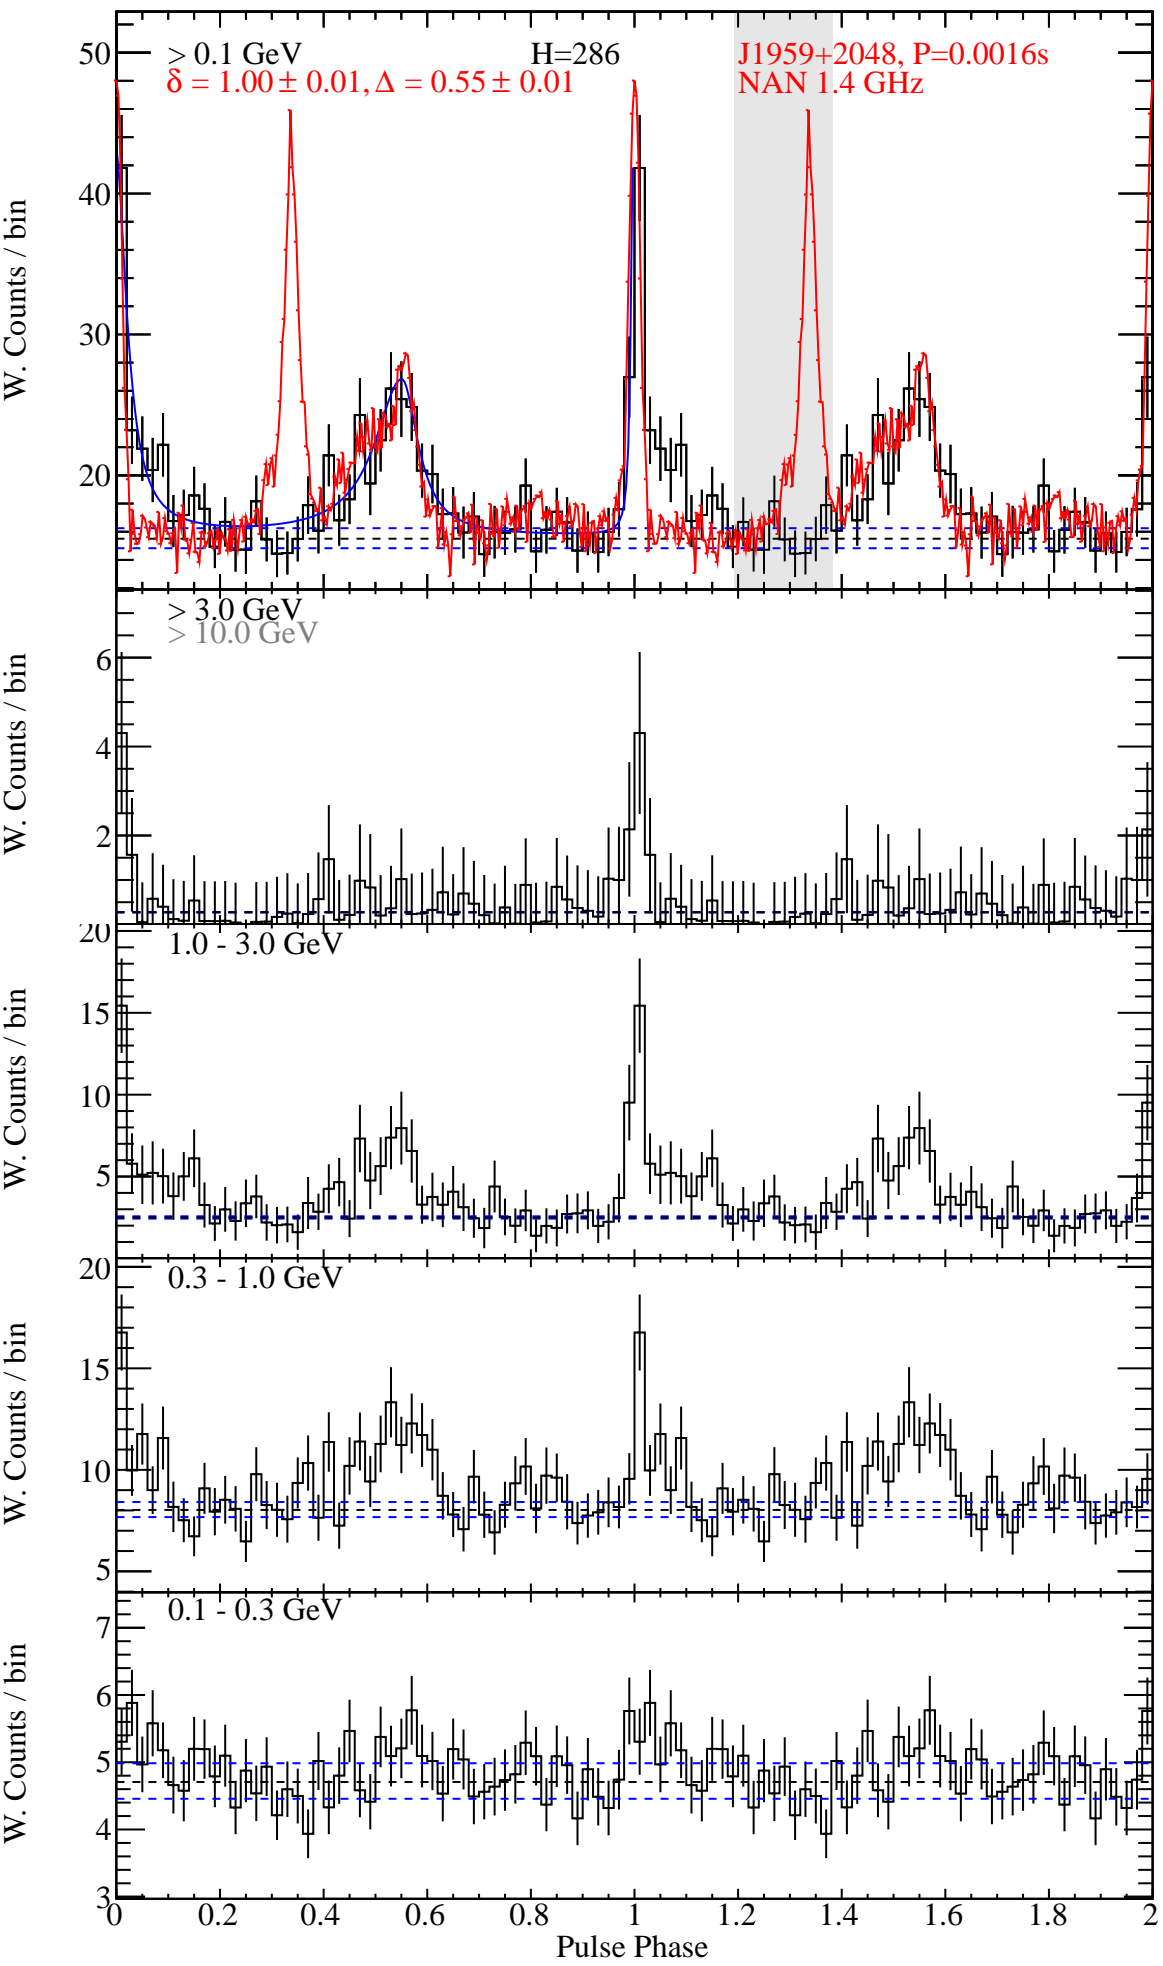 > 0.1 GeV H=286 J1959+2048, P=0.0016s
δ = 1.00 ± 0.01, Δ = 0.55 ± 0.01 NAN 1.4 GHz
W. Counts / bin
50
40
30
20
> 3.0 GeV
> 10.0 GeV
W. Counts / bin
6
4
2
1.0 - 3.0 GeV
W. Counts / bin
20
15
10
5
0.3 - 1.0 GeV
W. Counts / bin
20
15
10
5
0.1 - 0.3 GeV
W. Counts / bin
7
6
5
4
3
0 0.2 0.4 0.6 0.8 1 1.2 1.4 1.6 1.8 2
Pulse Phase